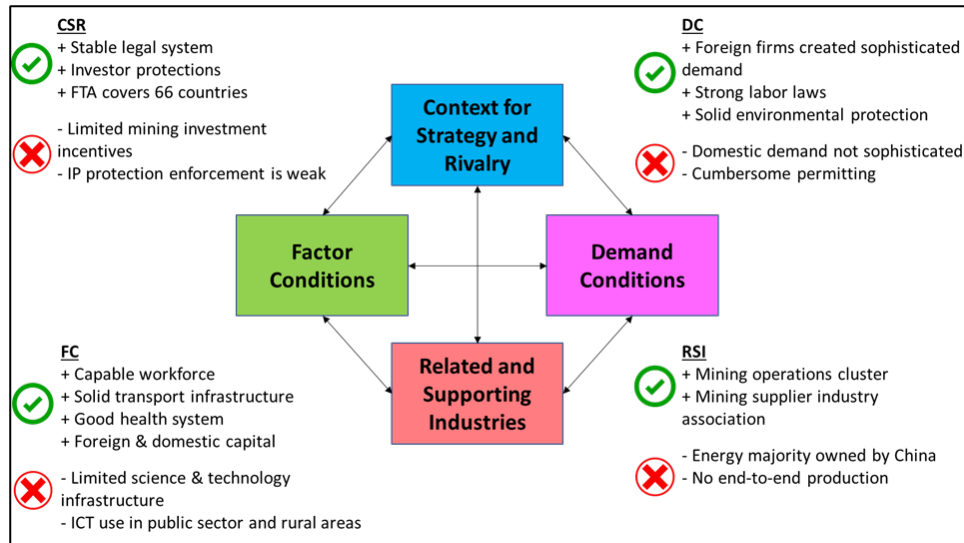 CSR
+ Stable legal system
+ Investor protections
+ FTA covers 66 countries
- Limited mining investment
incentives
- IP protection enforcement is weak
DC
+ Foreign firms created sophisticated
demand
+ Strong labor laws
+ Solid environmental protection
- Domestic demand not sophisticated
- Cumbersome permitting
Context for
Strategy and
Rivalry
Factor
Conditions
Demand
Conditions
Related and
Supporting
Industries
FC
+ Capable workforce
+ Solid transport infrastructure
+ Good health system
+ Foreign & domestic capital
- Limited science & technology
infrastructure
- ICT use in public sector and rural areas
RSI
+ Mining operations cluster
+ Mining supplier industry
association
- Energy majority owned by China
- No end-to-end production